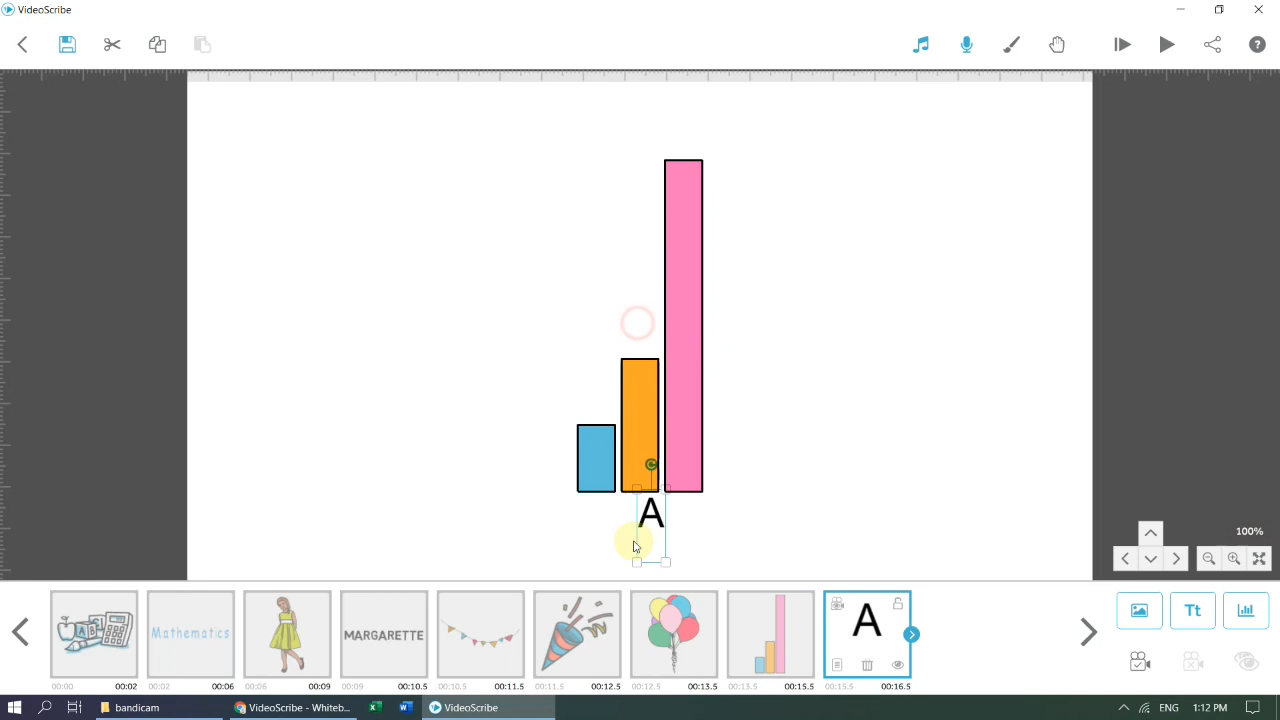 VideoScribe
A
100%
Mathematics
MARGARETTE
A
Tt
00:00 00:02 00:02 00:06 00:06 00:09 00:09 00:10.5 00:10.5 00:11.5 00:11.5 00:12.5 00:12.5 00:13.5 00:13.5 00:15.5 00:15.5 00:16.5
bandicam VideoScribe - Whiteb... VideoScribe ENG 1:12 PM